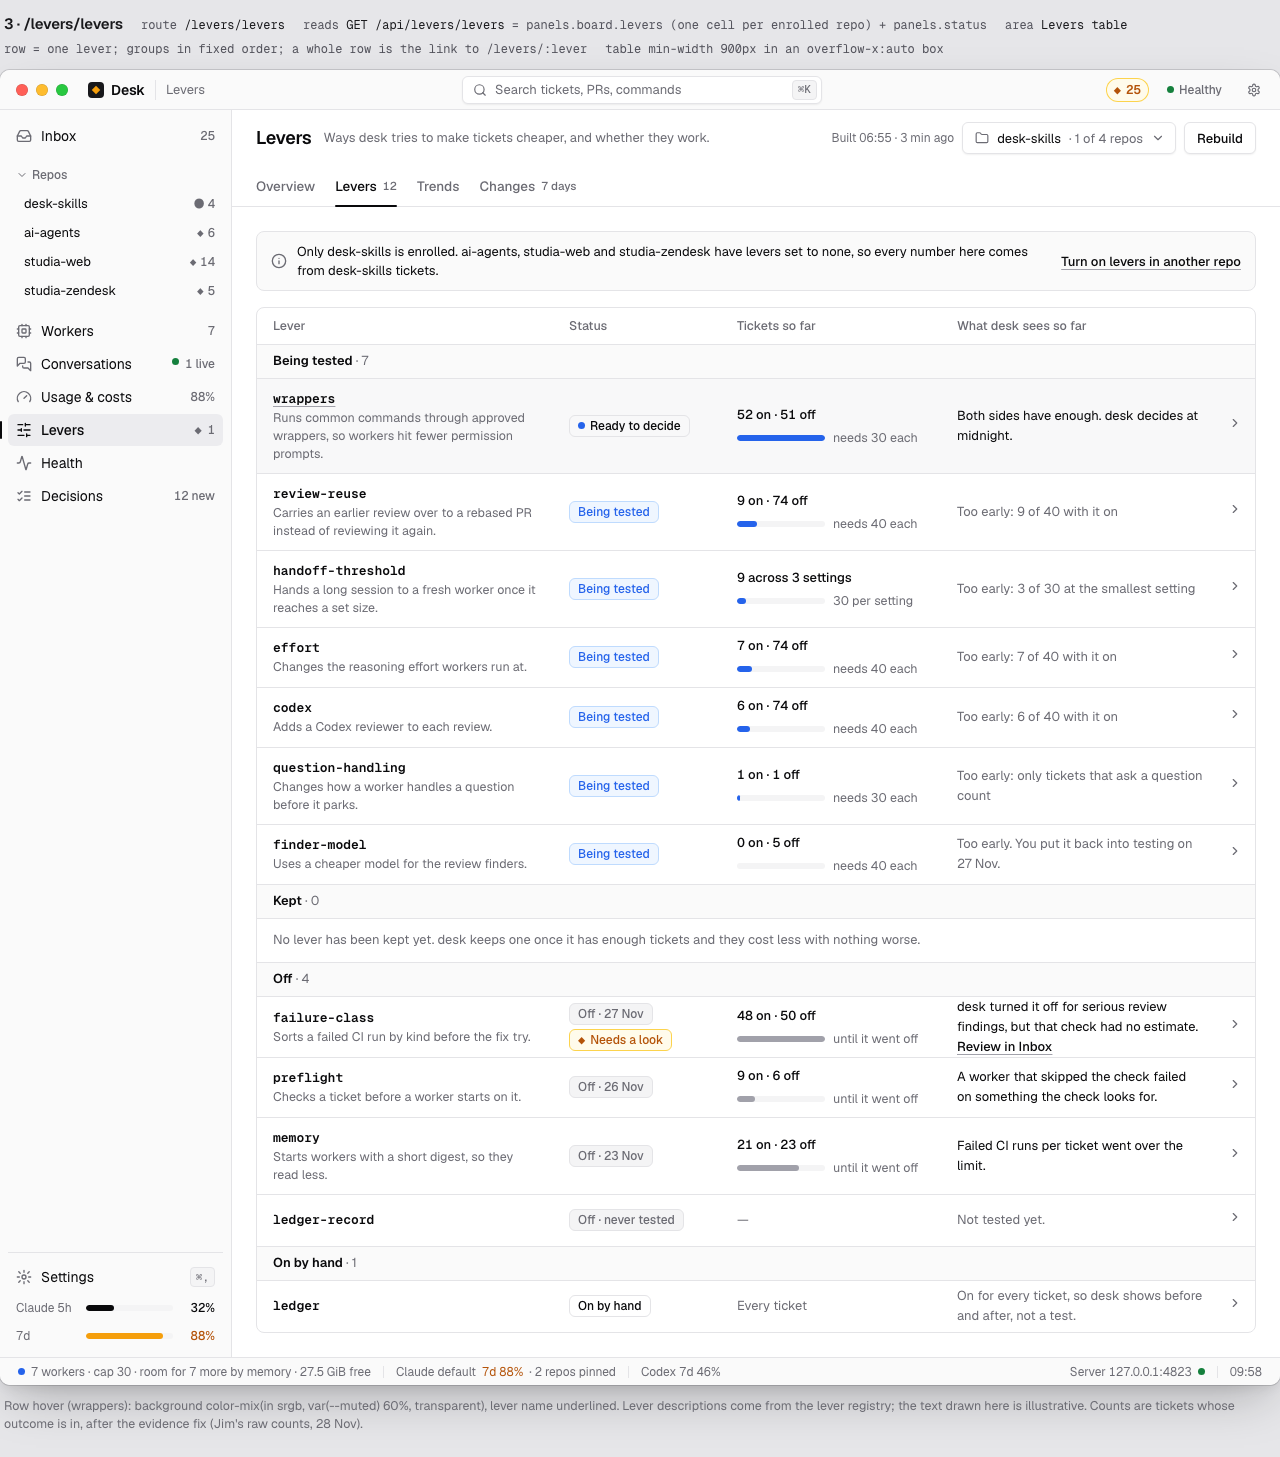 3 · /levers/levers route /levers/levers reads GET /api/levers/levers = panels.board.levers (one cell per enrolled repo) + panels.status area Levers table
row = one lever; groups in fixed order; a whole row is the link to /levers/:lever table min-width 900px in an overflow-x:auto box
Desk Levers
Search tickets, PRs, commands ⌘K
◆ 25 Healthy
Inbox 25
Repos
desk-skills 4
ai-agents ◆ 6
studia-web ◆ 14
studia-zendesk ◆ 5
Workers 7
Conversations 1 live
Usage & costs 88%
Levers ◆ 1
Health
Decisions 12 new
Settings ⌘,
Claude 5h 32%
7d 88%
Levers Ways desk tries to make tickets cheaper, and whether they work.
Built 06:55 · 3 min ago desk-skills · 1 of 4 repos Rebuild
Overview Levers 12 Trends Changes 7 days
Only desk-skills is enrolled. ai-agents, studia-web and studia-zendesk have levers set to none, so every number here comes
from desk-skills tickets.
Turn on levers in another repo
Lever Status Tickets so far What desk sees so far
Being tested · 7
wrappers
Runs common commands through approved
wrappers, so workers hit fewer permission
prompts.
Ready to decide
52 on · 51 off
needs 30 each
Both sides have enough. desk decides at
midnight.
review-reuse
Carries an earlier review over to a rebased PR
instead of reviewing it again.
Being tested
9 on · 74 off
needs 40 each
Too early: 9 of 40 with it on
handoff-threshold
Hands a long session to a fresh worker once it
reaches a set size.
Being tested
9 across 3 settings
30 per setting
Too early: 3 of 30 at the smallest setting
effort
Changes the reasoning effort workers run at.
Being tested
7 on · 74 off
needs 40 each
Too early: 7 of 40 with it on
codex
Adds a Codex reviewer to each review.
Being tested
6 on · 74 off
needs 40 each
Too early: 6 of 40 with it on
question-handling
Changes how a worker handles a question
before it parks.
Being tested
1 on · 1 off
needs 30 each
Too early: only tickets that ask a question
count
finder-model
Uses a cheaper model for the review finders.
Being tested
0 on · 5 off
needs 40 each
Too early. You put it back into testing on
27 Nov.
Kept · 0
No lever has been kept yet. desk keeps one once it has enough tickets and they cost less with nothing worse.
Off · 4
failure-class
Sorts a failed CI run by kind before the fix try.
Off · 27 Nov
◆ Needs a look
48 on · 50 off
until it went off
desk turned it off for serious review
findings, but that check had no estimate.
Review in Inbox
preflight
Checks a ticket before a worker starts on it.
Off · 26 Nov
9 on · 6 off
until it went off
A worker that skipped the check failed
on something the check looks for.
memory
Starts workers with a short digest, so they
read less.
Off · 23 Nov
21 on · 23 off
until it went off
Failed CI runs per ticket went over the
limit.
ledger-record
Off · never tested
—
Not tested yet.
On by hand · 1
ledger
On by hand
Every ticket
On for every ticket, so desk shows before
and after, not a test.
7 workers · cap 30 · room for 7 more by memory · 27.5 GiB free Claude default 7d 88% · 2 repos pinned Codex 7d 46% Server 127.0.0.1:4823 09:58
Row hover (wrappers): background color-mix(in srgb, var(--muted) 60%, transparent), lever name underlined. Lever descriptions come from the lever registry; the text drawn here is illustrative. Counts are tickets whose
outcome is in, after the evidence fix (Jim's raw counts, 28 Nov).